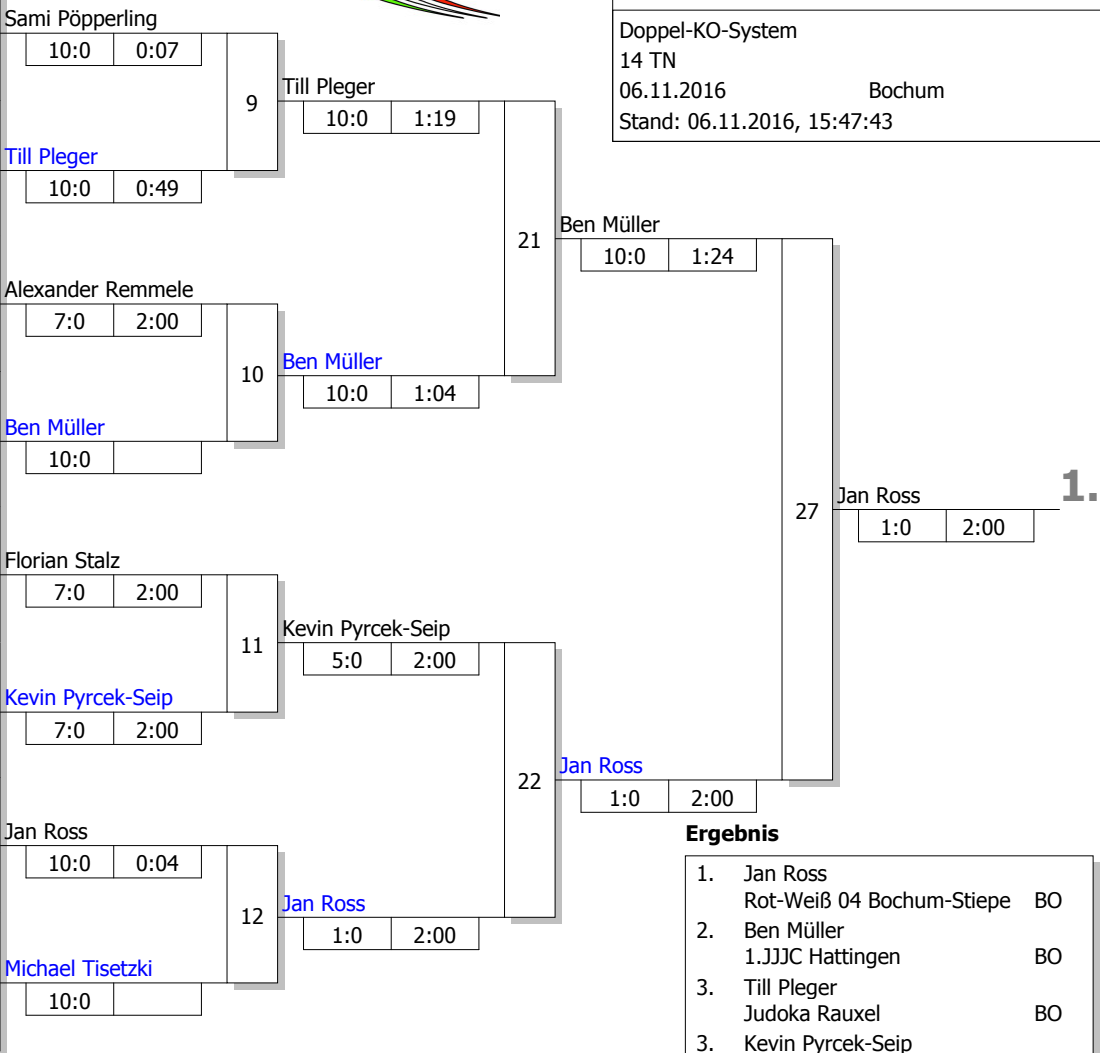 Sami Pöpperling
10:0 0:07
9
Till Pleger
10:0 0:49
Alexander Remmele
7:0 2:00
10
Ben Müller
10:0
Florian Stalz
7:0 2:00
11
Kevin Pyrcek-Seip
7:0 2:00
Jan Ross
10:0 0:04
12
Michael Tisetzki
10:0
Till Pleger
10:0 1:19
21
Ben Müller
10:0 1:04
Kevin Pyrcek-Seip
5:0 2:00
22
Jan Ross
1:0 2:00
Ben Müller
10:0 1:24
27
Jan Ross
1:0 2:00
Jan Ross
1:0 2:00
1.
Doppel-KO-System
14 TN
06.11.2016 Bochum
Stand: 06.11.2016, 15:47:43
Ergebnis
1. Jan Ross
Rot-Weiß 04 Bochum-Stiepe BO
2. Ben Müller
1.JJJC Hattingen BO
3. Till Pleger
Judoka Rauxel BO
3. Kevin Pyrcek-Seip